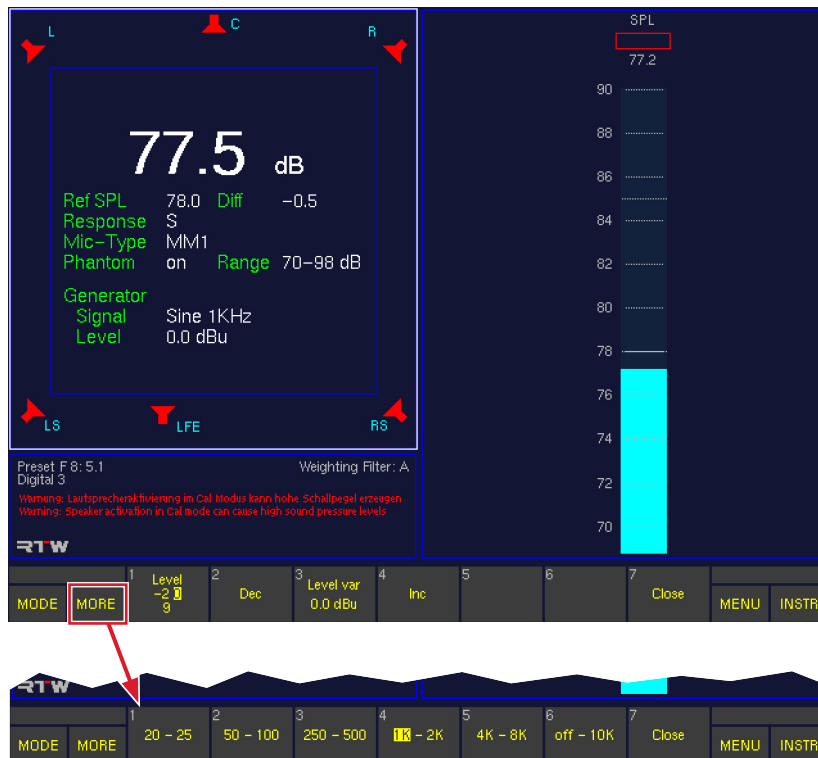 L
C
R
77.5 dB
Ref SPL 78.0 Diff −0.5
Response S
Mic−Type MM1
Phantom on Range 70−98 dB
Generator
Signal Sine 1KHz
Level 0.0 dBu
LS
LFE
RS
Preset F 8: 5.1 Weighting Filter: A
Digital 3
Warnung: Lautsprecheraktivierung im Cal Modus kann hohe Schallpegel erzeugen
Warning: Speaker activation in Cal mode can cause high sound pressure levels
RTW
SPL
77.2
90
88
86
84
82
80
78
76
74
72
70
MODE
MORE
1 Level
−2 0
9
2 Dec
3 Level var
0.0 dBu
4 Inc
5
6
7 Close
MENU
INSTR
RTW
MODE
MORE
1 20 − 25
2 50 − 100
3 250 − 500
4 1K − 2K
5 4K − 8K
6 off − 10K
7 Close
MENU
INSTR